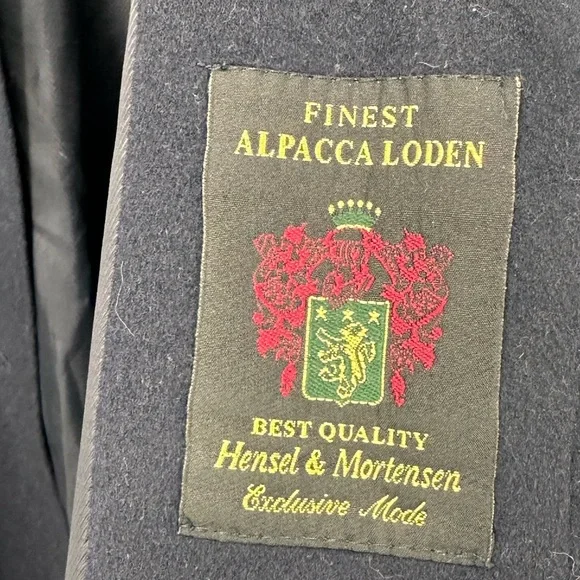 FINEST
ALPACCA LODEN
BEST QUALITY
Hensel & Mortensen
Exclusive Mode